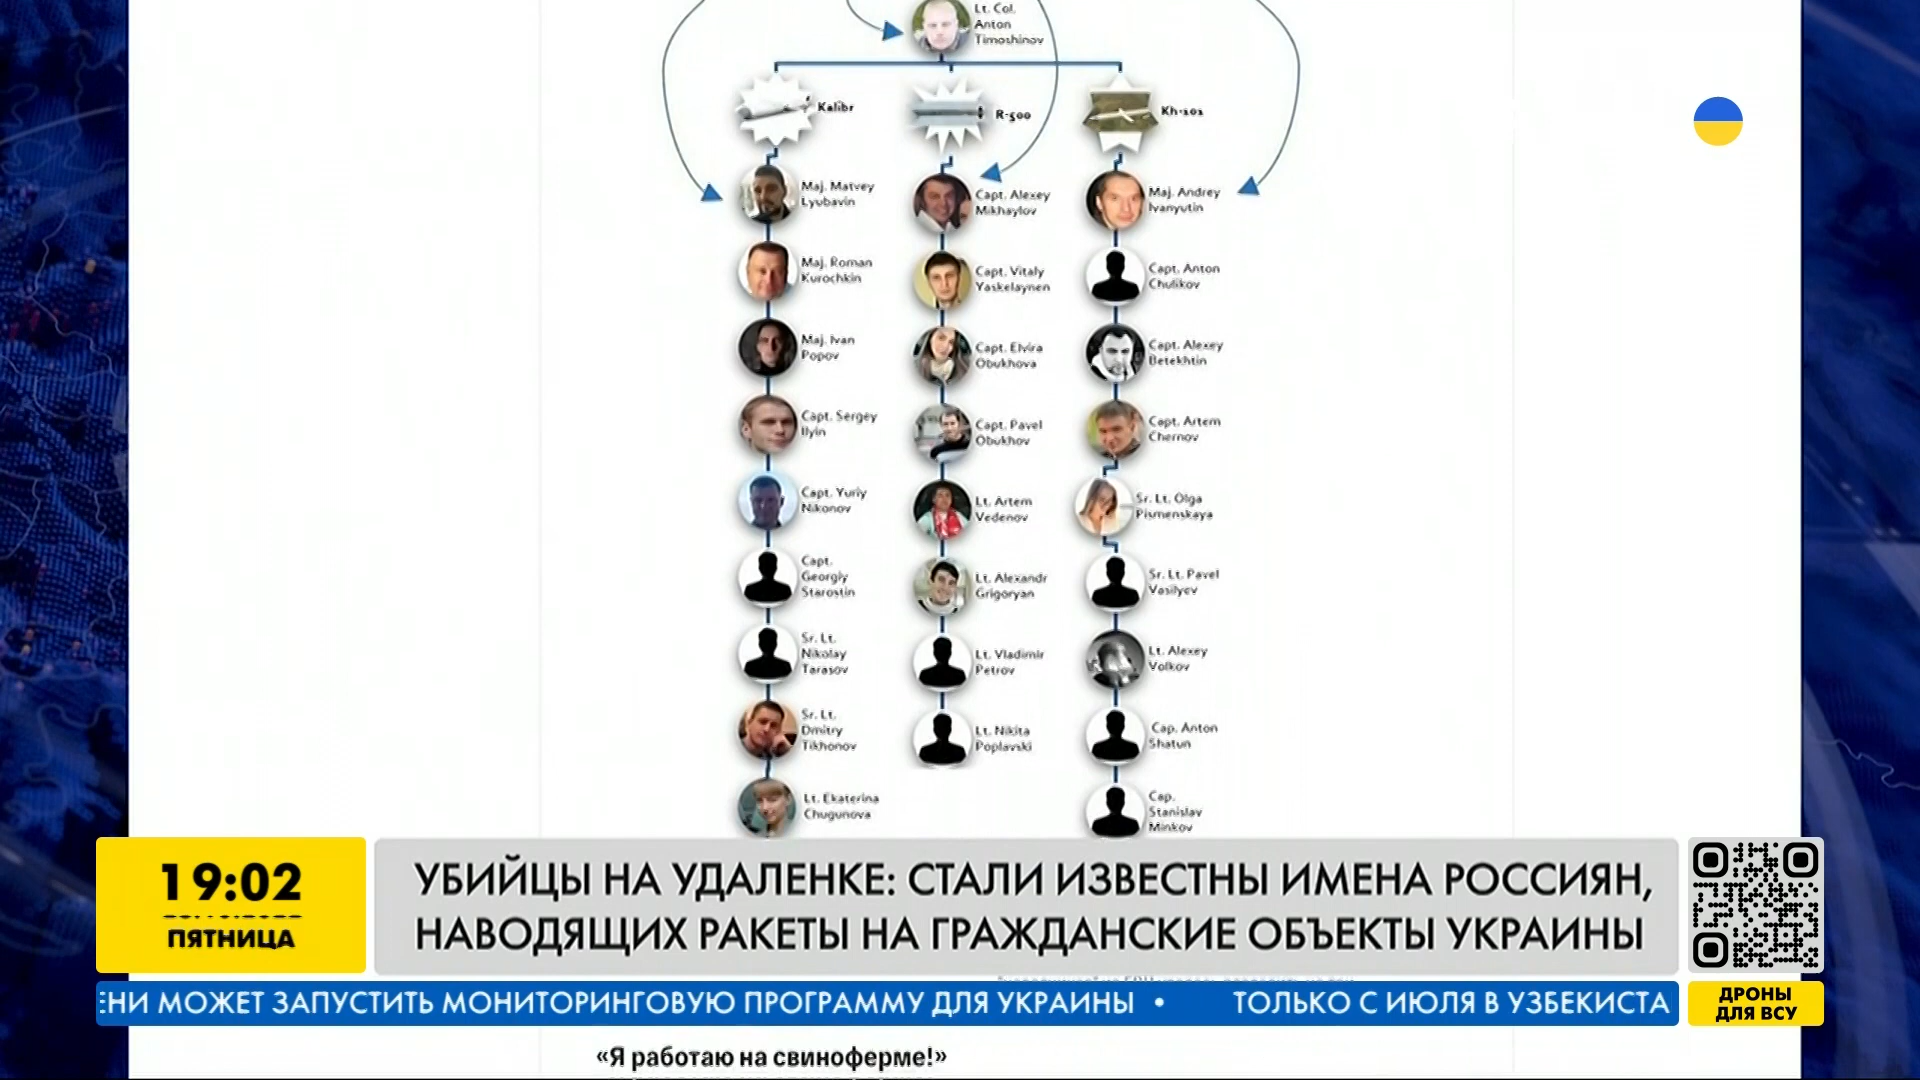 Lt. Col.
Anton
Timoshinov
Kalibr
R-500
Kh-101
Maj. Matvey
Lyubavin
Capt. Alexey
Mikhaylov
Maj. Andrey
Ivanyutin
Maj. Roman
Kurochkin
Capt. Vitaly
Yaskelaynen
Capt. Anton
Chulikov
Maj. Ivan
Popov
Capt. Elvira
Obukhova
Capt. Alexey
Betekhtin
Capt. Sergey
Ilyin
Capt. Pavel
Obukhov
Capt. Artem
Chernov
Capt. Yuriy
Nikonov
Lt. Artem
Vedenov
Sr. Lt. Olga
Pismenskaya
Capt.
Georgiy
Starostin
Lt. Alexandr
Grigoryan
Sr. Lt. Pavel
Vasilyev
Sr. Lt.
Nikolay
Tarasov
Lt. Vladimir
Petrov
Lt. Alexey
Volkov
Sr. Lt.
Dmitry
Tikhonov
Lt. Nikita
Poplavski
Cap. Anton
Shatun
Lt. Ekaterina
Chugunova
Cap.
Stanislav
Minkov
19:02
ПЯТНИЦА
УБИЙЦЫ НА УДАЛЕНКЕ: СТАЛИ ИЗВЕСТНЫ ИМЕНА РОССИЯН,
НАВОДЯЩИХ РАКЕТЫ НА ГРАЖДАНСКИЕ ОБЪЕКТЫ УКРАИНЫ
ЕНИ МОЖЕТ ЗАПУСТИТЬ МОНИТОРИНГОВУЮ ПРОГРАММУ ДЛЯ УКРАИНЫ • ТОЛЬКО С ИЮЛЯ В УЗБЕКИСТА
ДРОНЫ
ДЛЯ ВСУ
«Я работаю на свиноферме!»